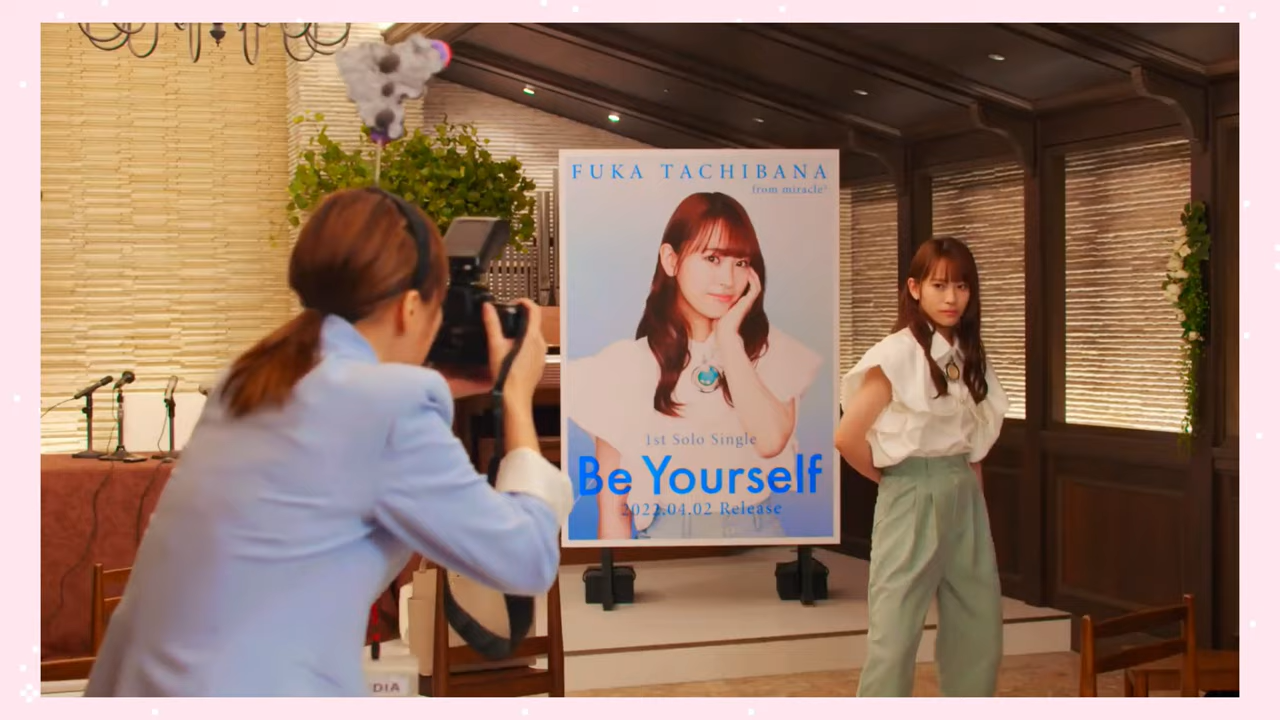 FUKA TACHIBANA
from miracle²
1st Solo Single
Be Yourself
2022.04.02 Release
DIA